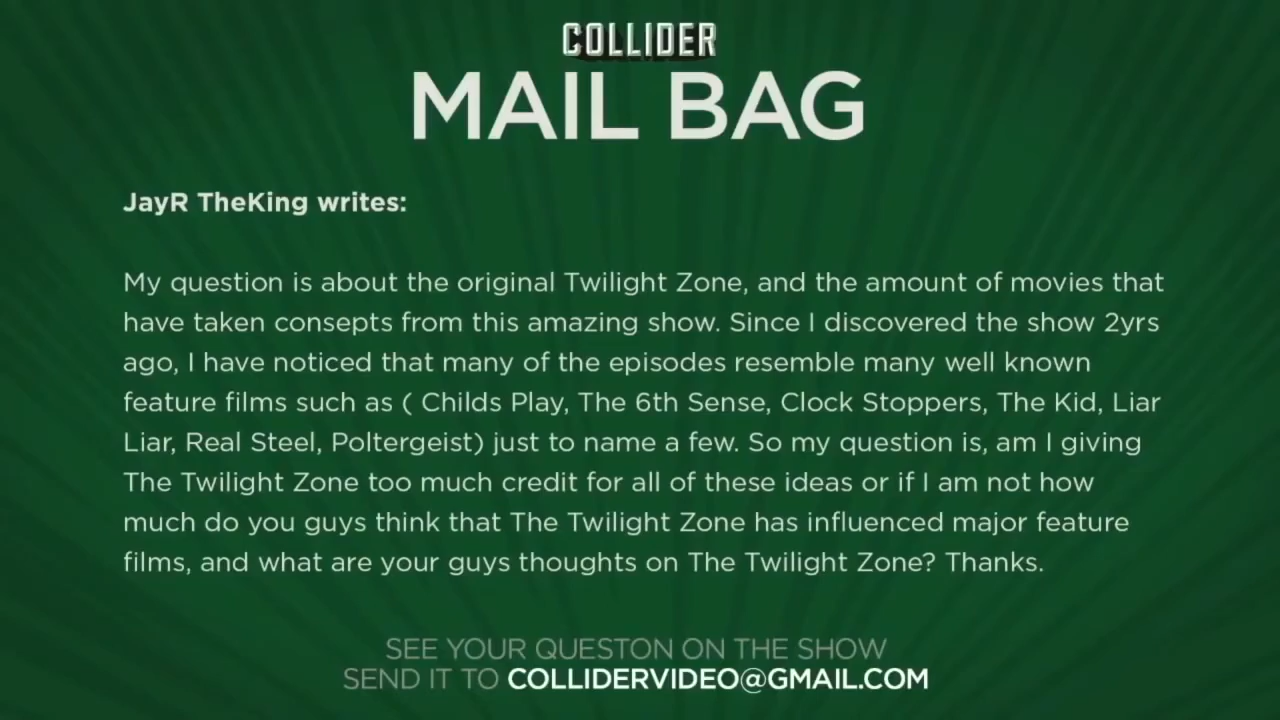 COLLIDER
MAIL BAG
JayR TheKing writes:
My question is about the original Twilight Zone, and the amount of movies that
have taken consepts from this amazing show. Since I discovered the show 2yrs
ago, I have noticed that many of the episodes resemble many well known
feature films such as ( Childs Play, The 6th Sense, Clock Stoppers, The Kid, Liar
Liar, Real Steel, Poltergeist) just to name a few. So my question is, am I giving
The Twilight Zone too much credit for all of these ideas or if I am not how
much do you guys think that The Twilight Zone has influenced major feature
films, and what are your guys thoughts on The Twilight Zone? Thanks.
SEE YOUR QUESTON ON THE SHOW
SEND IT TO COLLIDERVIDEO@GMAIL.COM